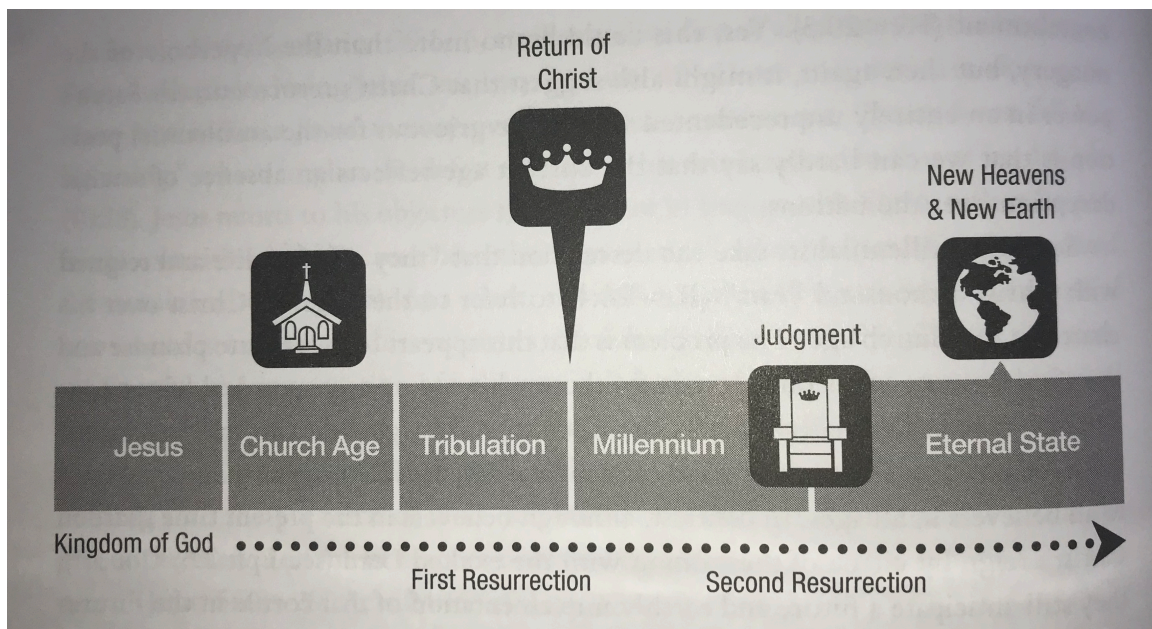 Return of
Christ
New Heavens
& New Earth
Judgment
Jesus
Church Age
Tribulation
Millennium
Eternal State
Kingdom of God
First Resurrection
Second Resurrection